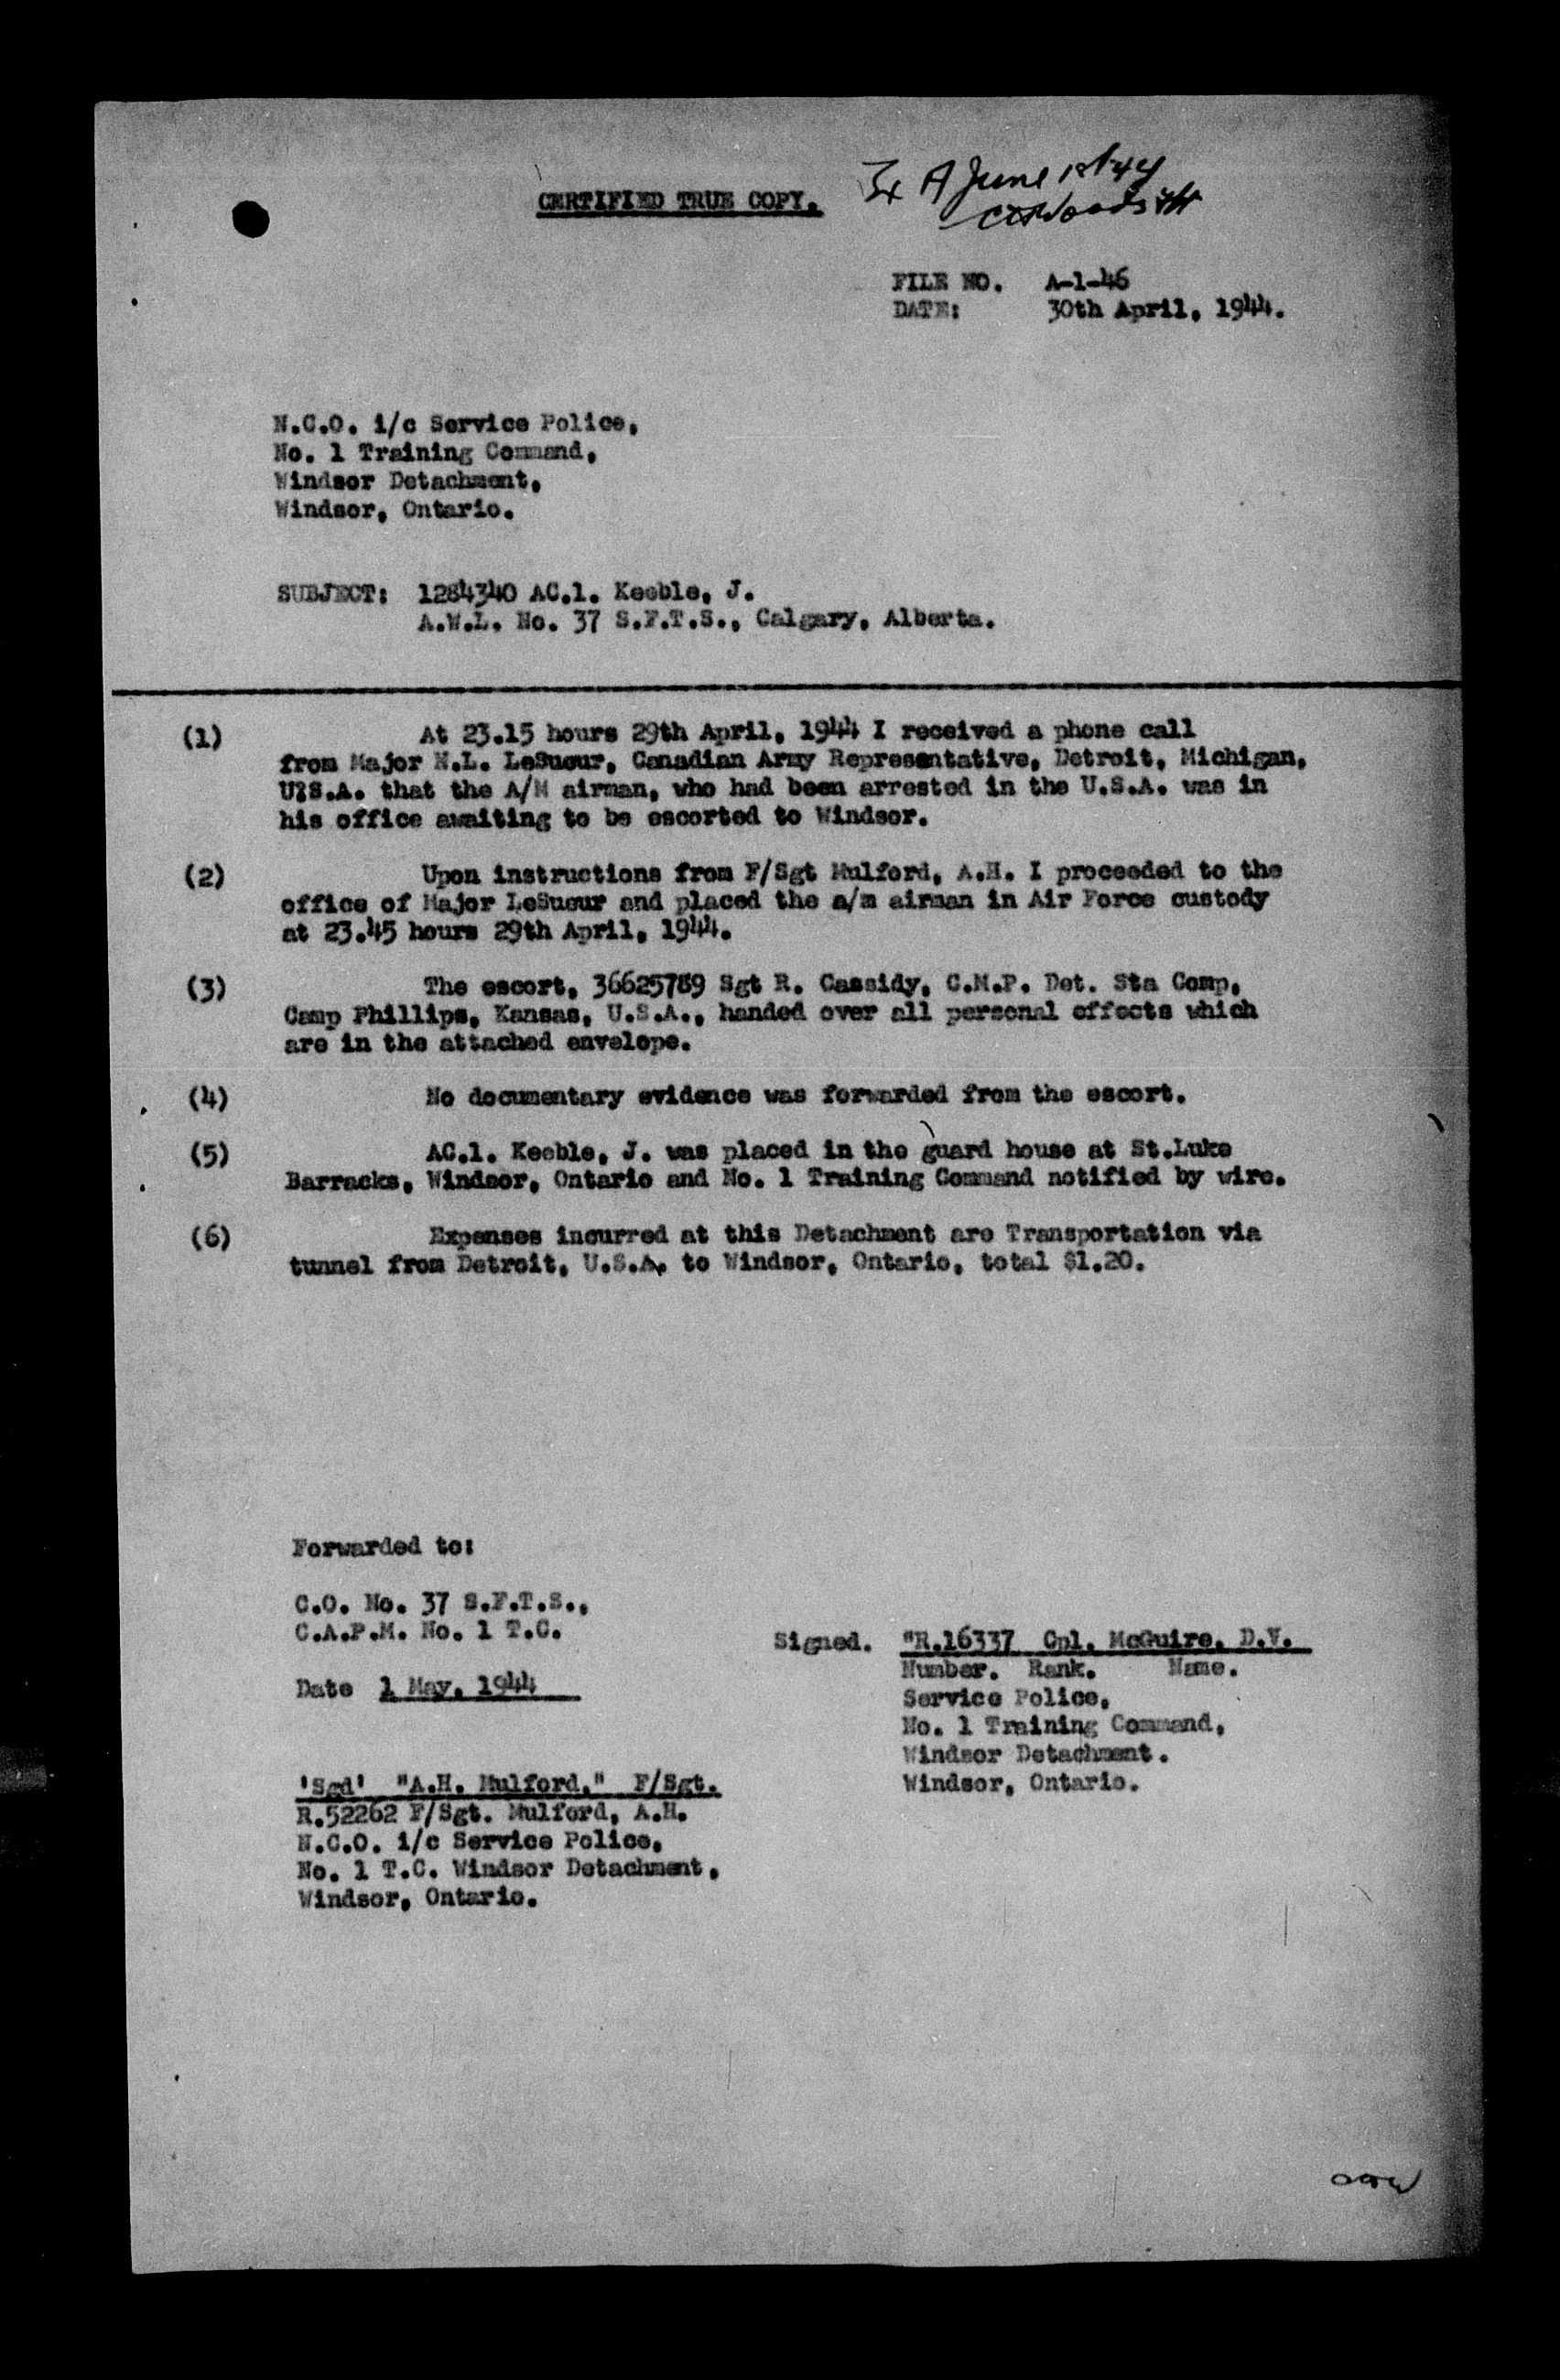 CERTIFIED TRUE COPY.
Ex A June 1st 44
FILE NO. A-1-46
DATE: 30th April, 1944.
N.C.O. i/c Service Police,
No. 1 Training Command,
Windsor Detachment,
Windsor, Ontario.
SUBJECT: 1284340 AC.1. Keeble, J.
A.W.L. No. 37 S.F.T.S., Calgary, Alberta.
(1) At 23.15 hours 29th April, 1944 I received a phone call
from Major N.L. LeSueur, Canadian Army Representative, Detroit, Michigan,
U.S.A. that the A/M airman, who had been arrested in the U.S.A. was in
his office awaiting to be escorted to Windsor.
(2) Upon instructions from F/Sgt Mulford, A.H. I proceeded to the
office of Major LeSueur and placed the a/m airman in Air Force custody
at 23.45 hours 29th April, 1944.
(3) The escort, 36625789 Sgt R. Cassidy, C.M.P. Det. Sta Comp,
Camp Phillips, Kansas, U.S.A., handed over all personal effects which
are in the attached envelope.
(4) No documentary evidence was forwarded from the escort.
(5) AC.1. Keeble, J. was placed in the guard house at St.Luke
Barracks, Windsor, Ontario and No. 1 Training Command notified by wire.
(6) Expenses incurred at this Detachment are Transportation via
tunnel from Detroit, U.S.A. to Windsor, Ontario, total $1.20.
Forwarded to:
C.O. No. 37 S.F.T.S.,
C.A.P.M. No. 1 T.C.
Date 1 May, 1944
Signed. "R.16337 Cpl. McGuire, D.V.
Number. Rank. Name.
Service Police,
No. 1 Training Command,
Windsor Detachment.
Windsor, Ontario.
'Sgd' "A.H. Mulford," F/Sgt.
R.52262 F/Sgt. Mulford, A.H.
N.C.O. i/c Service Police,
No. 1 T.C. Windsor Detachment,
Windsor, Ontario.